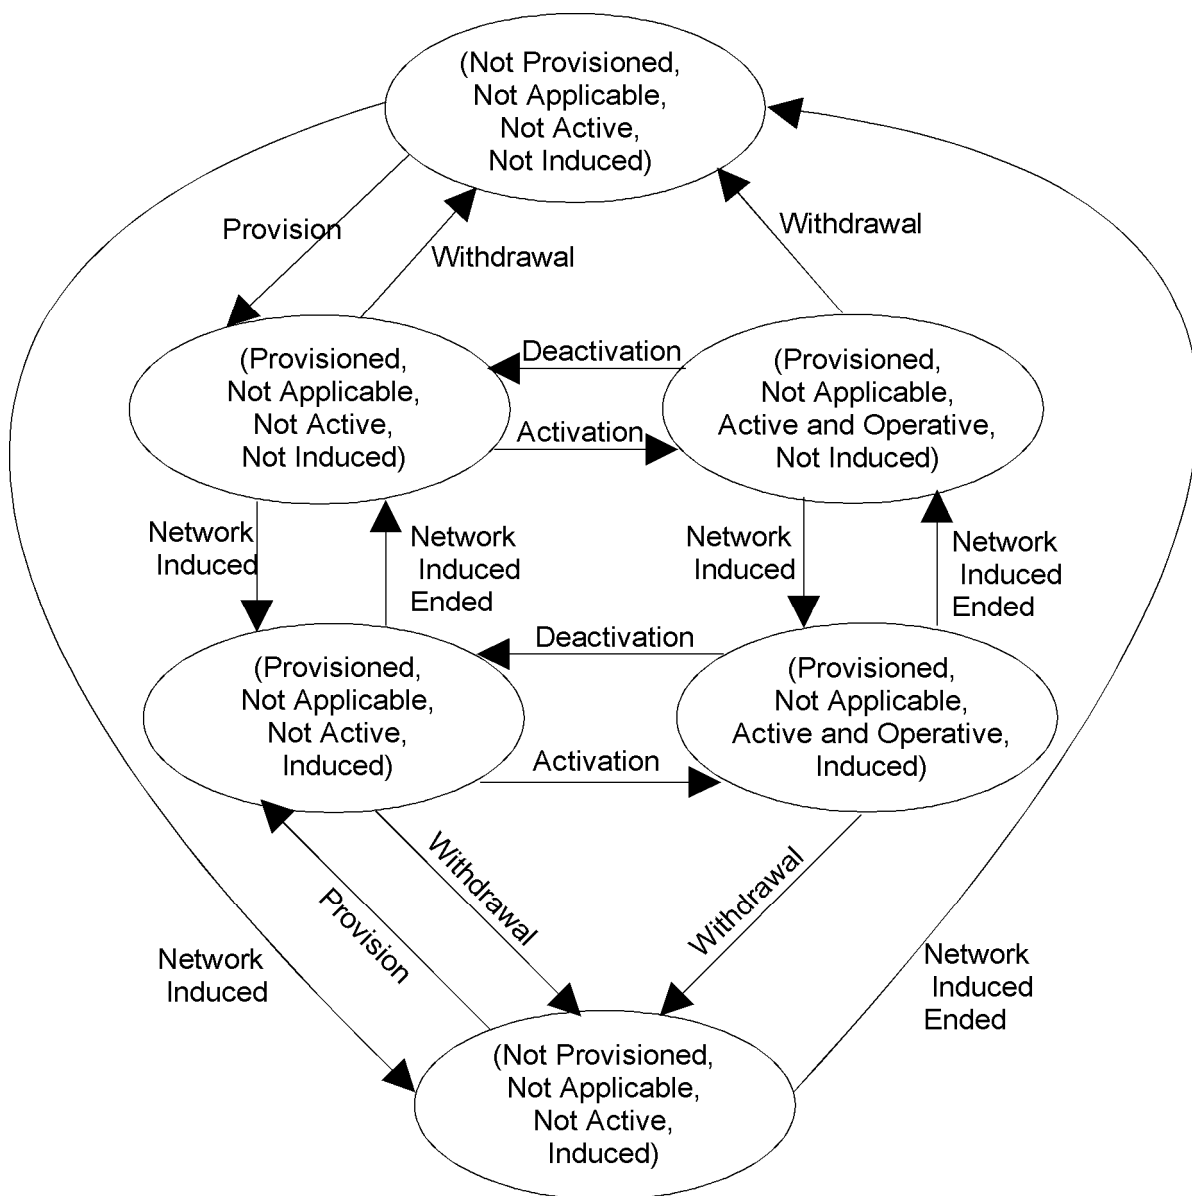 (Not Provisioned,
Not Applicable,
Not Active,
Not Induced)
Provision
Withdrawal
Withdrawal
(Provisioned,
Not Applicable,
Not Active,
Not Induced)
Deactivation
Activation
(Provisioned,
Not Applicable,
Active and Operative,
Not Induced)
Network
Induced
Network
Induced
Ended
Network
Induced
Network
Induced
Ended
(Provisioned,
Not Applicable,
Not Active,
Induced)
Deactivation
Activation
(Provisioned,
Not Applicable,
Active and Operative,
Induced)
Withdrawal
Provision
Withdrawal
Network
Induced
Network
Induced
Ended
(Not Provisioned,
Not Applicable,
Not Active,
Induced)